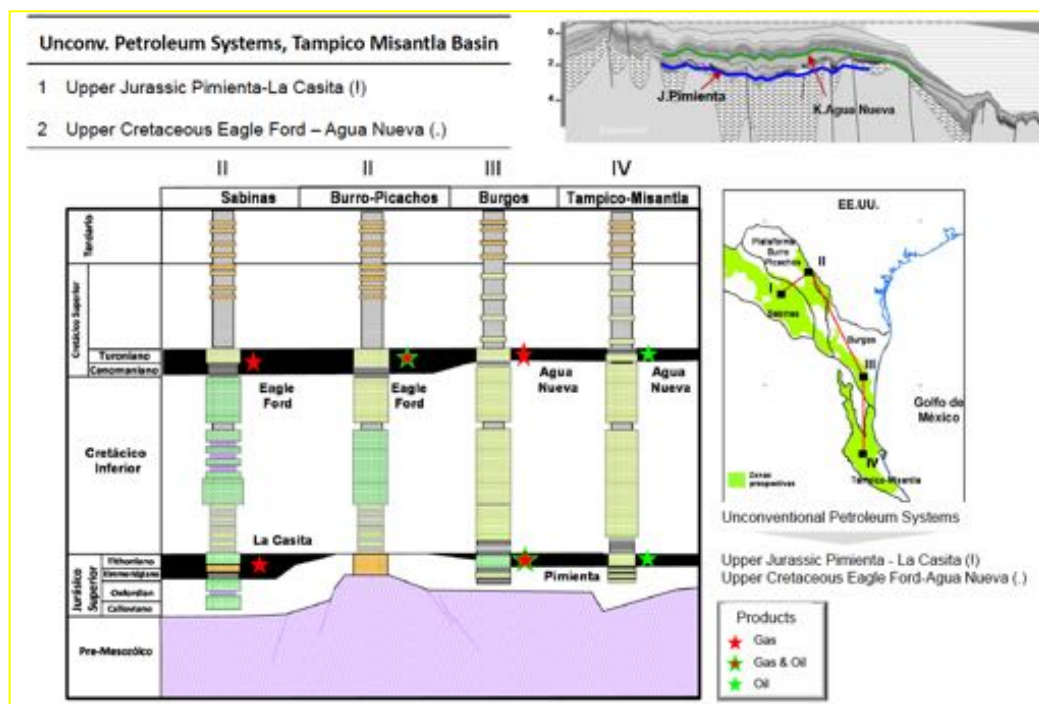 Unconv. Petroleum Systems, Tampico Misantla Basin
1 Upper Jurassic Pimienta-La Casita (!)
2 Upper Cretaceous Eagle Ford – Agua Nueva (.)
0
2
4
J.Pimienta
K.Agua Nueva
II II III IV
Sabinas Burro-Picachos Burgos Tampico-Misantla
Terciario
Cretácico Superior
Turoniano
Cenomaniano
Eagle Ford
Eagle Ford
Agua Nueva
Agua Nueva
Cretácico Inferior
La Casita
Pimienta
Jurásico Superior
Tithoniano
Kimmeridgiano
Oxfordian
Calloviano
Pre-Mesozóico
EE.UU.
Plataforma Burro Picachos
II
I
Sabinas
Burgos
III
Golfo de México
IV
Tampico-Misantla
Zonas prospectivas
Unconventional Petroleum Systems
Upper Jurassic Pimienta - La Casita (!)
Upper Cretaceous Eagle Ford-Agua Nueva (.)
Products
Gas
Gas & Oil
Oil